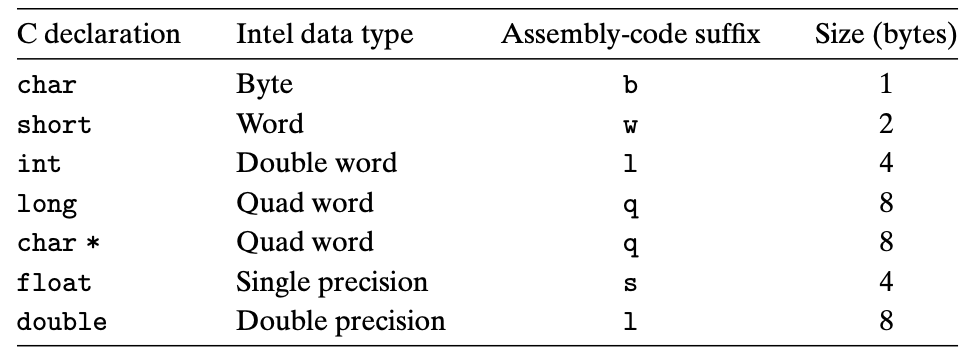 C declaration Intel data type Assembly-code suffix Size (bytes)
char Byte b 1
short Word w 2
int Double word l 4
long Quad word q 8
char * Quad word q 8
float Single precision s 4
double Double precision l 8